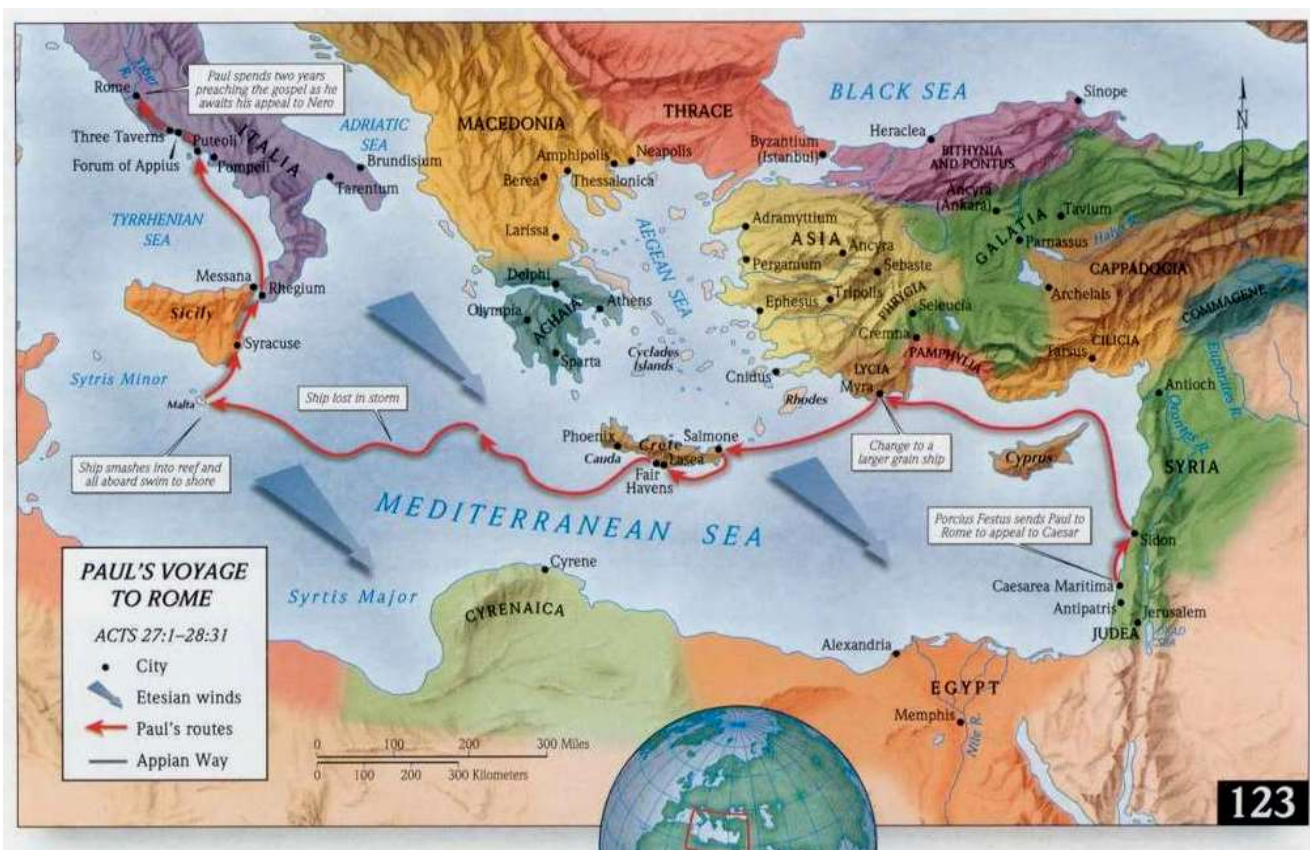 Tiber
R.
Rome
Paul spends two years
preaching the gospel as he
awaits his appeal to Nero
Three Taverns
Forum of Appius
Puteoli
Pompeii
ITALIA
ADRIATIC
SEA
Brundisium
Tarentum
TYRRHENIAN
SEA
Messana
Rhegium
Sicily
Syracuse
Sytris Minor
Malta
Ship lost in storm
Ship smashes into reef and
all aboard swim to shore
MACEDONIA
Amphipolis
Neapolis
Berea
Thessalonica
Larissa
THRACE
AEGEAN SEA
Delphi
Olympia
ACHAIA
Athens
Sparta
Cyclades
Islands
BLACK SEA
Byzantium
(Istanbul)
Heraclea
Sinope
N
BITHYNIA
AND PONTUS
Ancyra
(Ankara)
Tavium
GALATIA
Parnassus
Halys R.
CAPPADOGIA
Archelais
COMMAGENE
Adramyttium
ASIA
Ancyra
Pergamum
Sebaste
Ephesus
Tripolis
PHRYGIA
Seleucia
Cremna
PAMPHYLIA
Tarsus
CILICIA
Cnidus
LYCIA
Myra
Rhodes
Change to a
larger grain ship
Antioch
Orontes R.
Euphrates R.
SYRIA
Cyprus
Phoenix
Crete
Salmone
Cauda
Lasea
Fair
Havens
MEDITERRANEAN SEA
Porcius Festus sends Paul to
Rome to appeal to Caesar
Sidon
Caesarea Maritima
Antipatris
Jerusalem
JUDEA
DEAD
SEA
Cyrene
Syrtis Major
CYRENAICA
Alexandria
EGYPT
Memphis
Nile R.
PAUL'S VOYAGE
TO ROME
ACTS 27:1–28:31
City
Etesian winds
Paul's routes
Appian Way
0 100 200 300 Miles
0 100 200 300 Kilometers
123